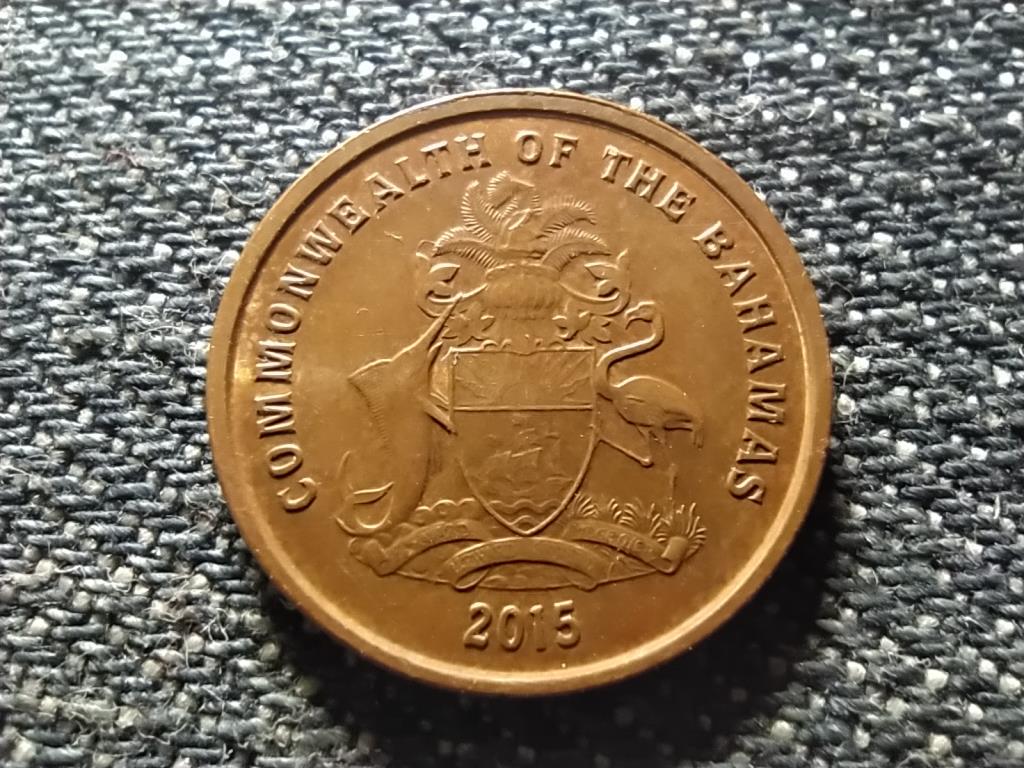 COMMONWEALTH OF THE BAHAMAS
2015